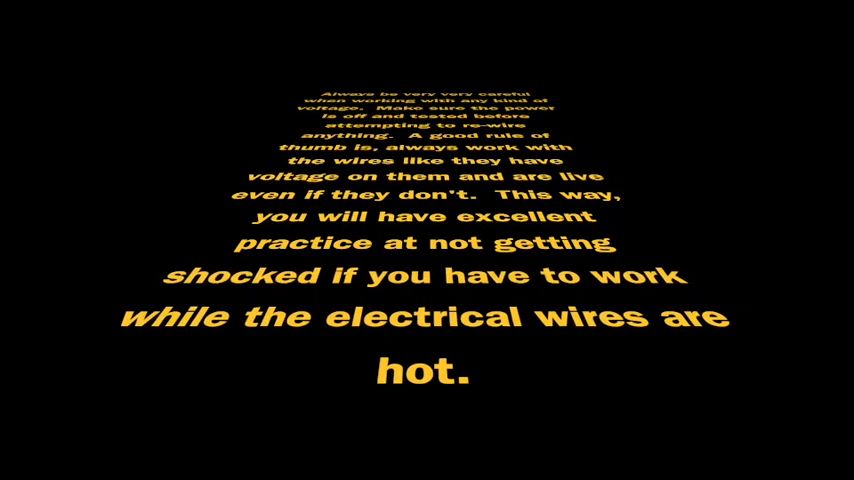 Always be very very careful
when working with any kind of
voltage.  Make sure the power
is off and tested before
attempting to re-wire
anything.  A good rule of
thumb is, always work with
the wires like they have
voltage on them and are live
even if they don't.  This way,
you will have excellent
practice at not getting
shocked if you have to work
while the electrical wires are
hot.